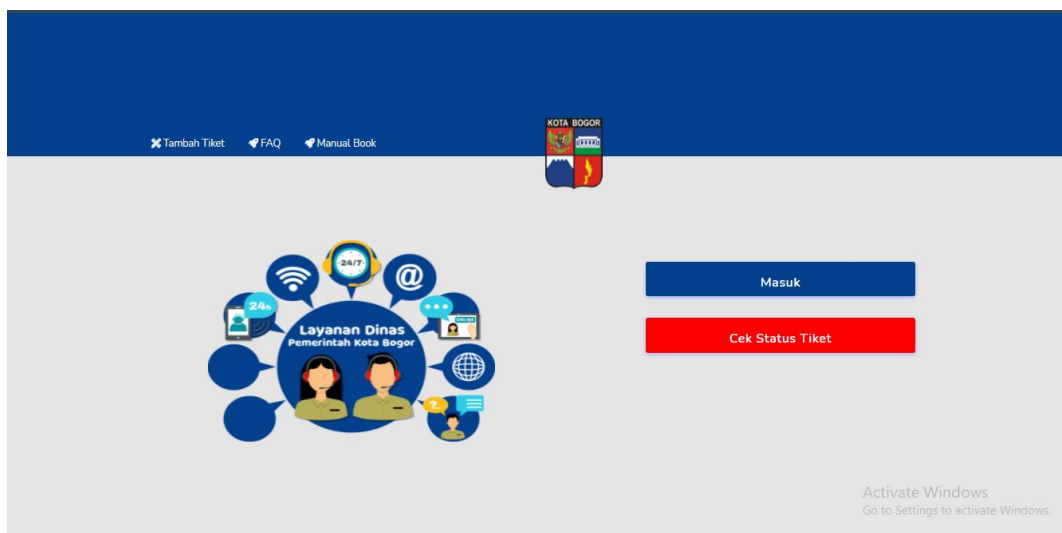 KOTA BOGOR
Tambah Tiket
FAQ
Manual Book
24/7
@
24h
Layanan Dinas
Pemerintah Kota Bogor
Masuk
Cek Status Tiket
Activate Windows
Go to Settings to activate Windows.